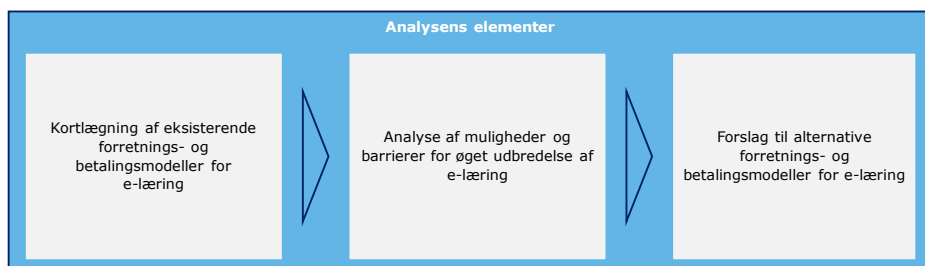 Analysens elementer
Kortlægning af eksisterende
forretnings- og
betalingsmodeller for
e-læring
Analyse af muligheder og
barrierer for øget udbredelse af
e-læring
Forslag til alternative
forretnings- og
betalingsmodeller for e-læring